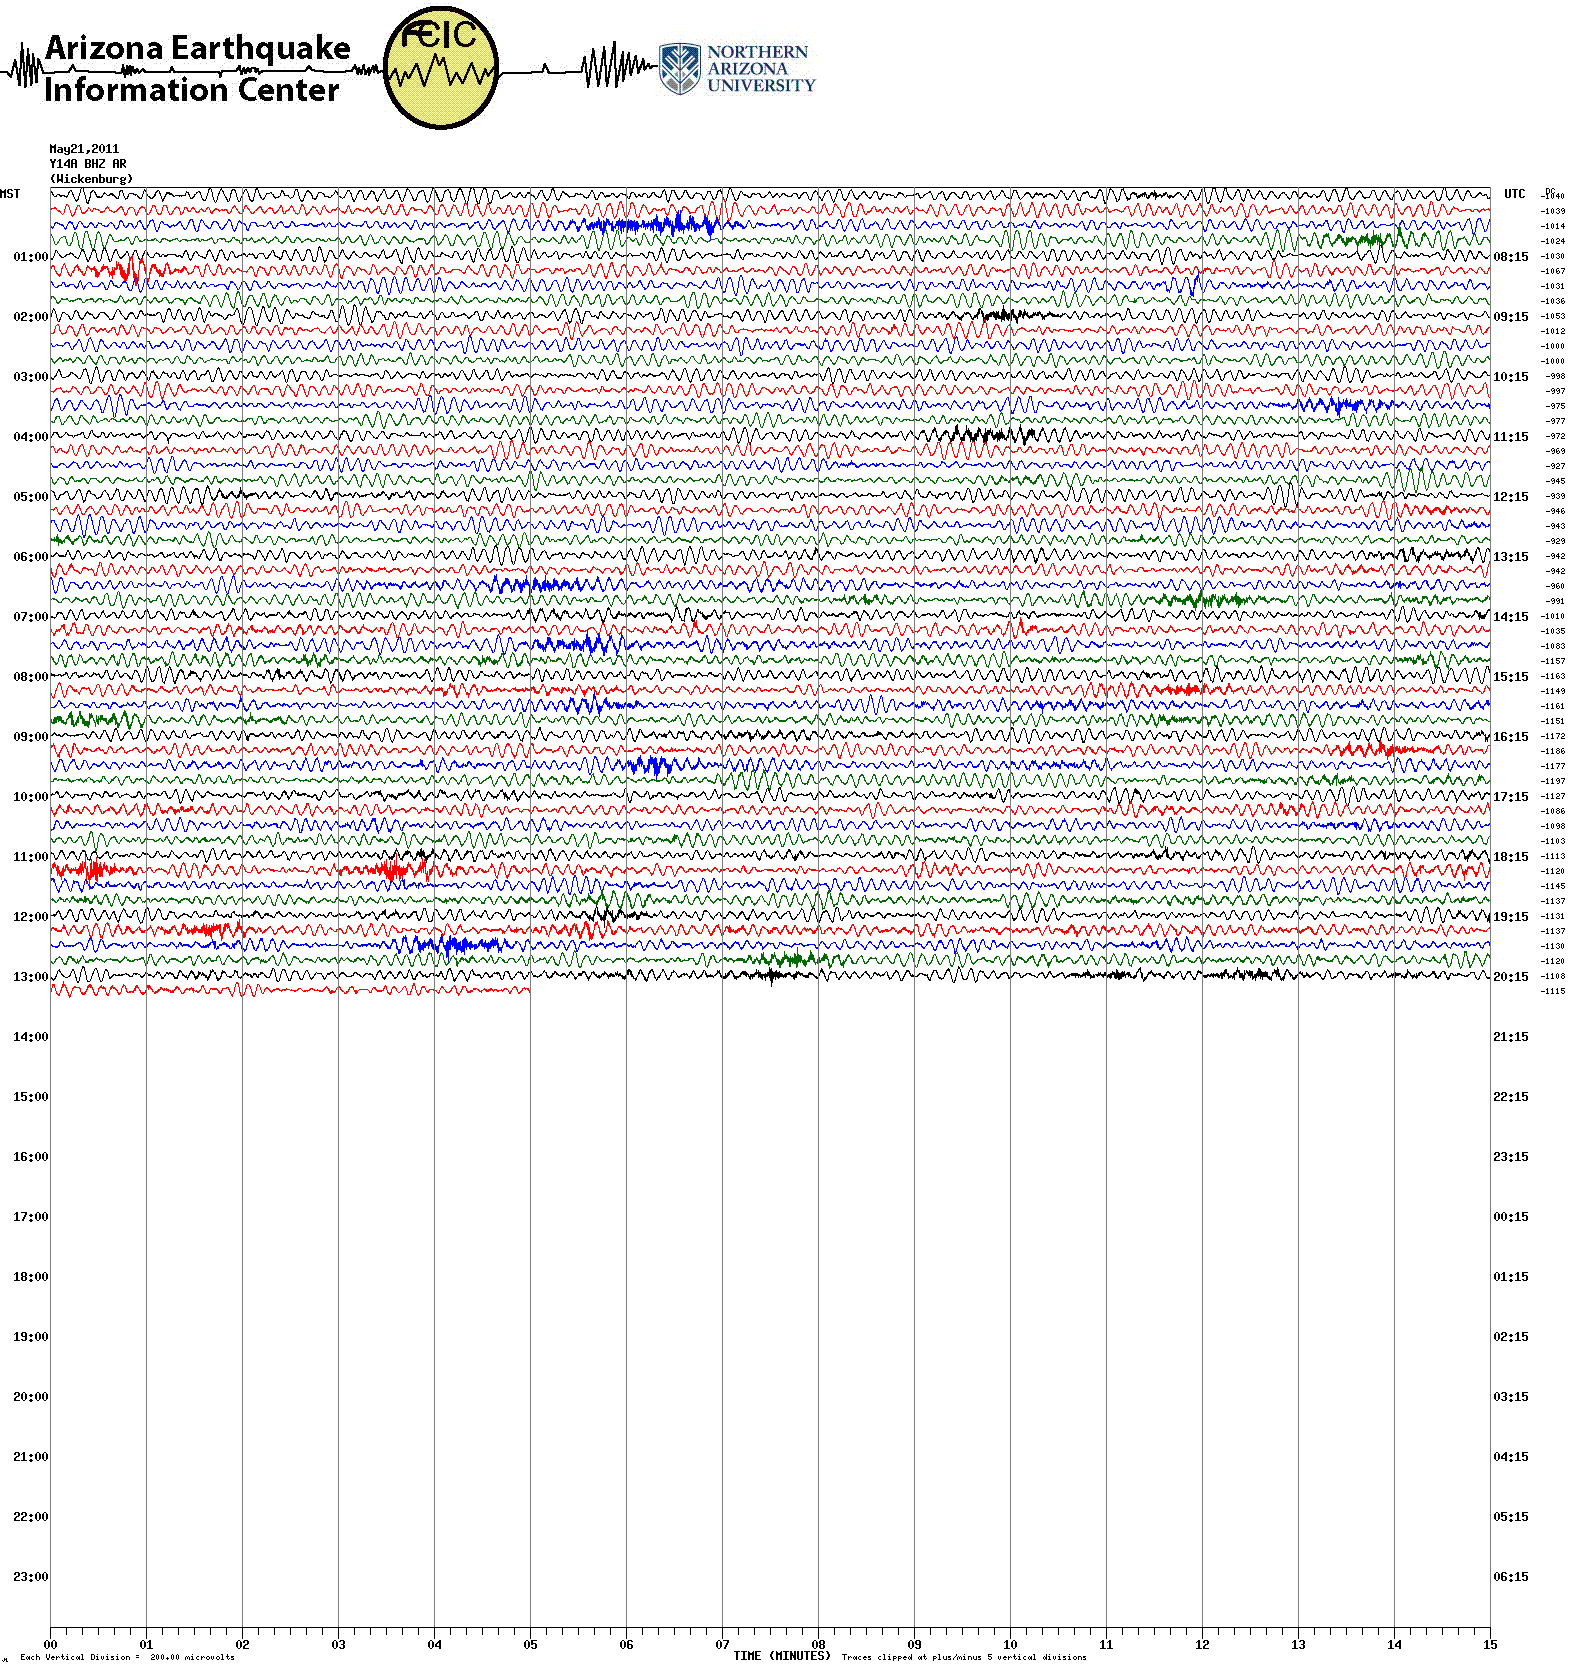 Arizona Earthquake
Information Center
ÆEIC
NORTHERN
ARIZONA
UNIVERSITY
May21,2011
Y14A BHZ AR
(Wickenburg)
MST UTC DC
-1040
-1039
-1014
-1024
01:00 08:15 -1030
-1067
-1031
-1036
02:00 09:15 -1053
-1012
-1000
-1000
03:00 10:15 -998
-997
-975
-977
04:00 11:15 -972
-969
-927
-945
05:00 12:15 -939
-946
-943
-929
06:00 13:15 -942
-942
-960
-991
07:00 14:15 -1010
-1035
-1083
-1157
08:00 15:15 -1163
-1149
-1161
-1151
09:00 16:15 -1172
-1186
-1177
-1197
10:00 17:15 -1127
-1086
-1098
-1103
11:00 18:15 -1113
-1120
-1145
-1137
12:00 19:15 -1131
-1137
-1130
-1120
13:00 20:15 -1108
-1115
14:00 21:15
15:00 22:15
16:00 23:15
17:00 00:15
18:00 01:15
19:00 02:15
20:00 03:15
21:00 04:15
22:00 05:15
23:00 06:15
00 01 02 03 04 05 06 07 08 09 10 11 12 13 14 15
TIME (MINUTES)
Each Vertical Division = 200.00 microvolts Traces clipped at plus/minus 5 vertical divisions